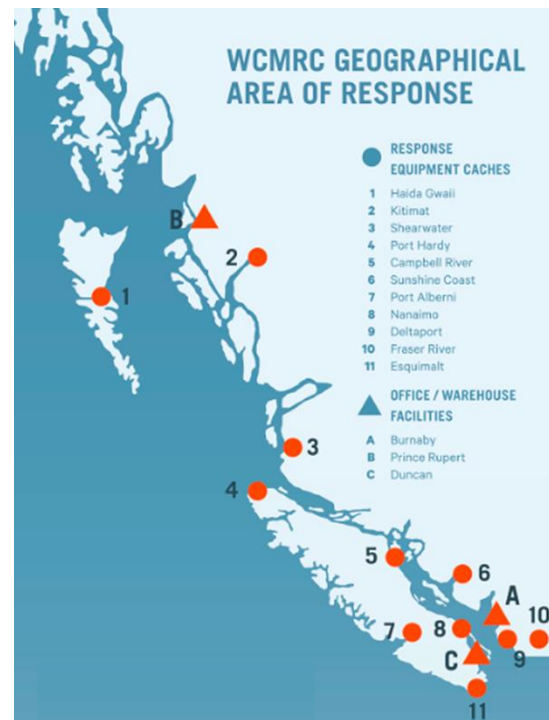 WCMRC GEOGRAPHICAL
AREA OF RESPONSE
RESPONSE
EQUIPMENT CACHES
1 Haida Gwaii
2 Kitimat
3 Shearwater
4 Port Hardy
5 Campbell River
6 Sunshine Coast
7 Port Alberni
8 Nanaimo
9 Deltaport
10 Fraser River
11 Esquimalt
OFFICE / WAREHOUSE
FACILITIES
A Burnaby
B Prince Rupert
C Duncan
B
2
1
3
4
5
6
A
10
7
8
9
C
11